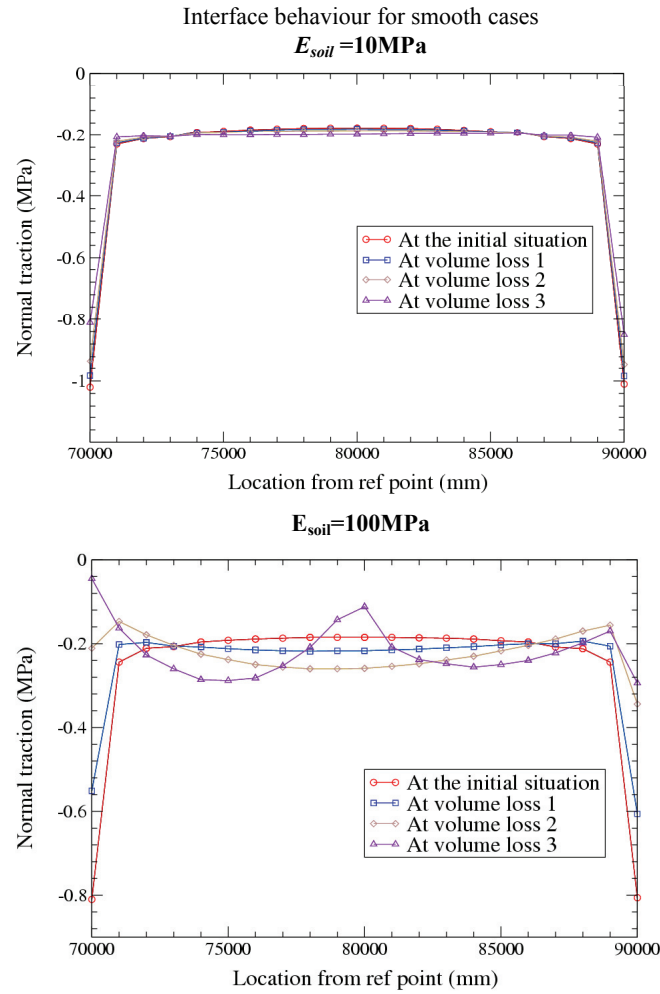 Interface behaviour for smooth cases
E_soil =10MPa
0
-0.2
-0.4
-0.6
-0.8
-1
Normal traction (MPa)
At the initial situation
At volume loss 1
At volume loss 2
At volume loss 3
70000 75000 80000 85000 90000
Location from ref point (mm)
E_soil=100MPa
0
-0.2
-0.4
-0.6
-0.8
Normal traction (MPa)
At the initial situation
At volume loss 1
At volume loss 2
At volume loss 3
70000 75000 80000 85000 90000
Location from ref point (mm)